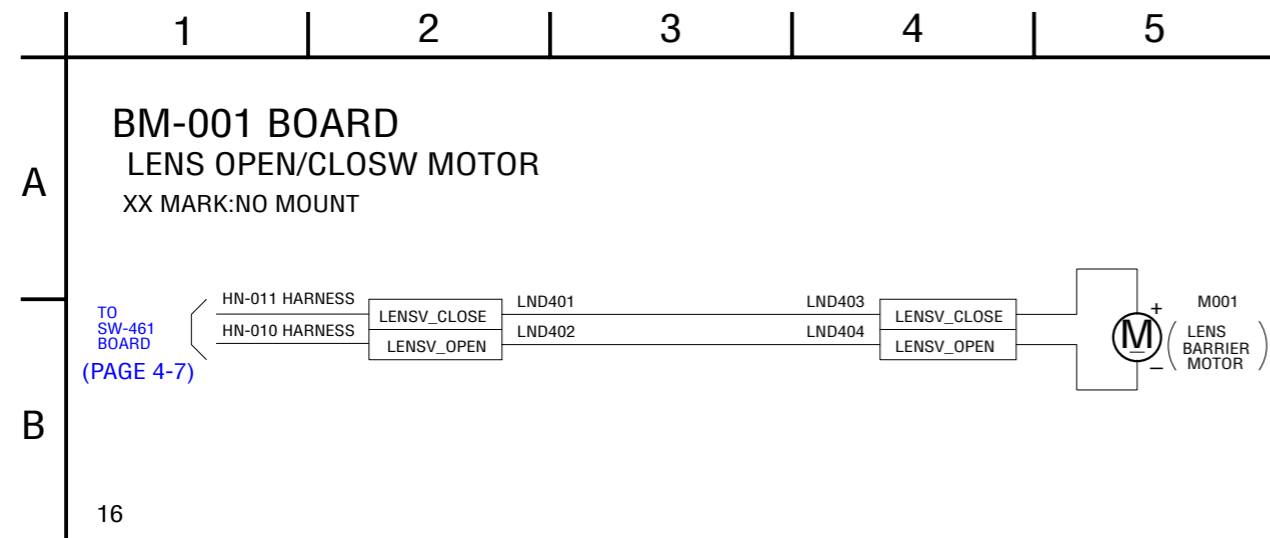 1 2 3 4 5
A
BM-001 BOARD
LENS OPEN/CLOSW MOTOR
XX MARK:NO MOUNT
B
TO
SW-461
BOARD
(PAGE 4-7)
HN-011 HARNESS
HN-010 HARNESS
LENSV_CLOSE
LENSV_OPEN
LND401
LND402
LND403
LND404
LENSV_CLOSE
LENSV_OPEN
+
M
–
M001
(LENS
BARRIER
MOTOR)
16